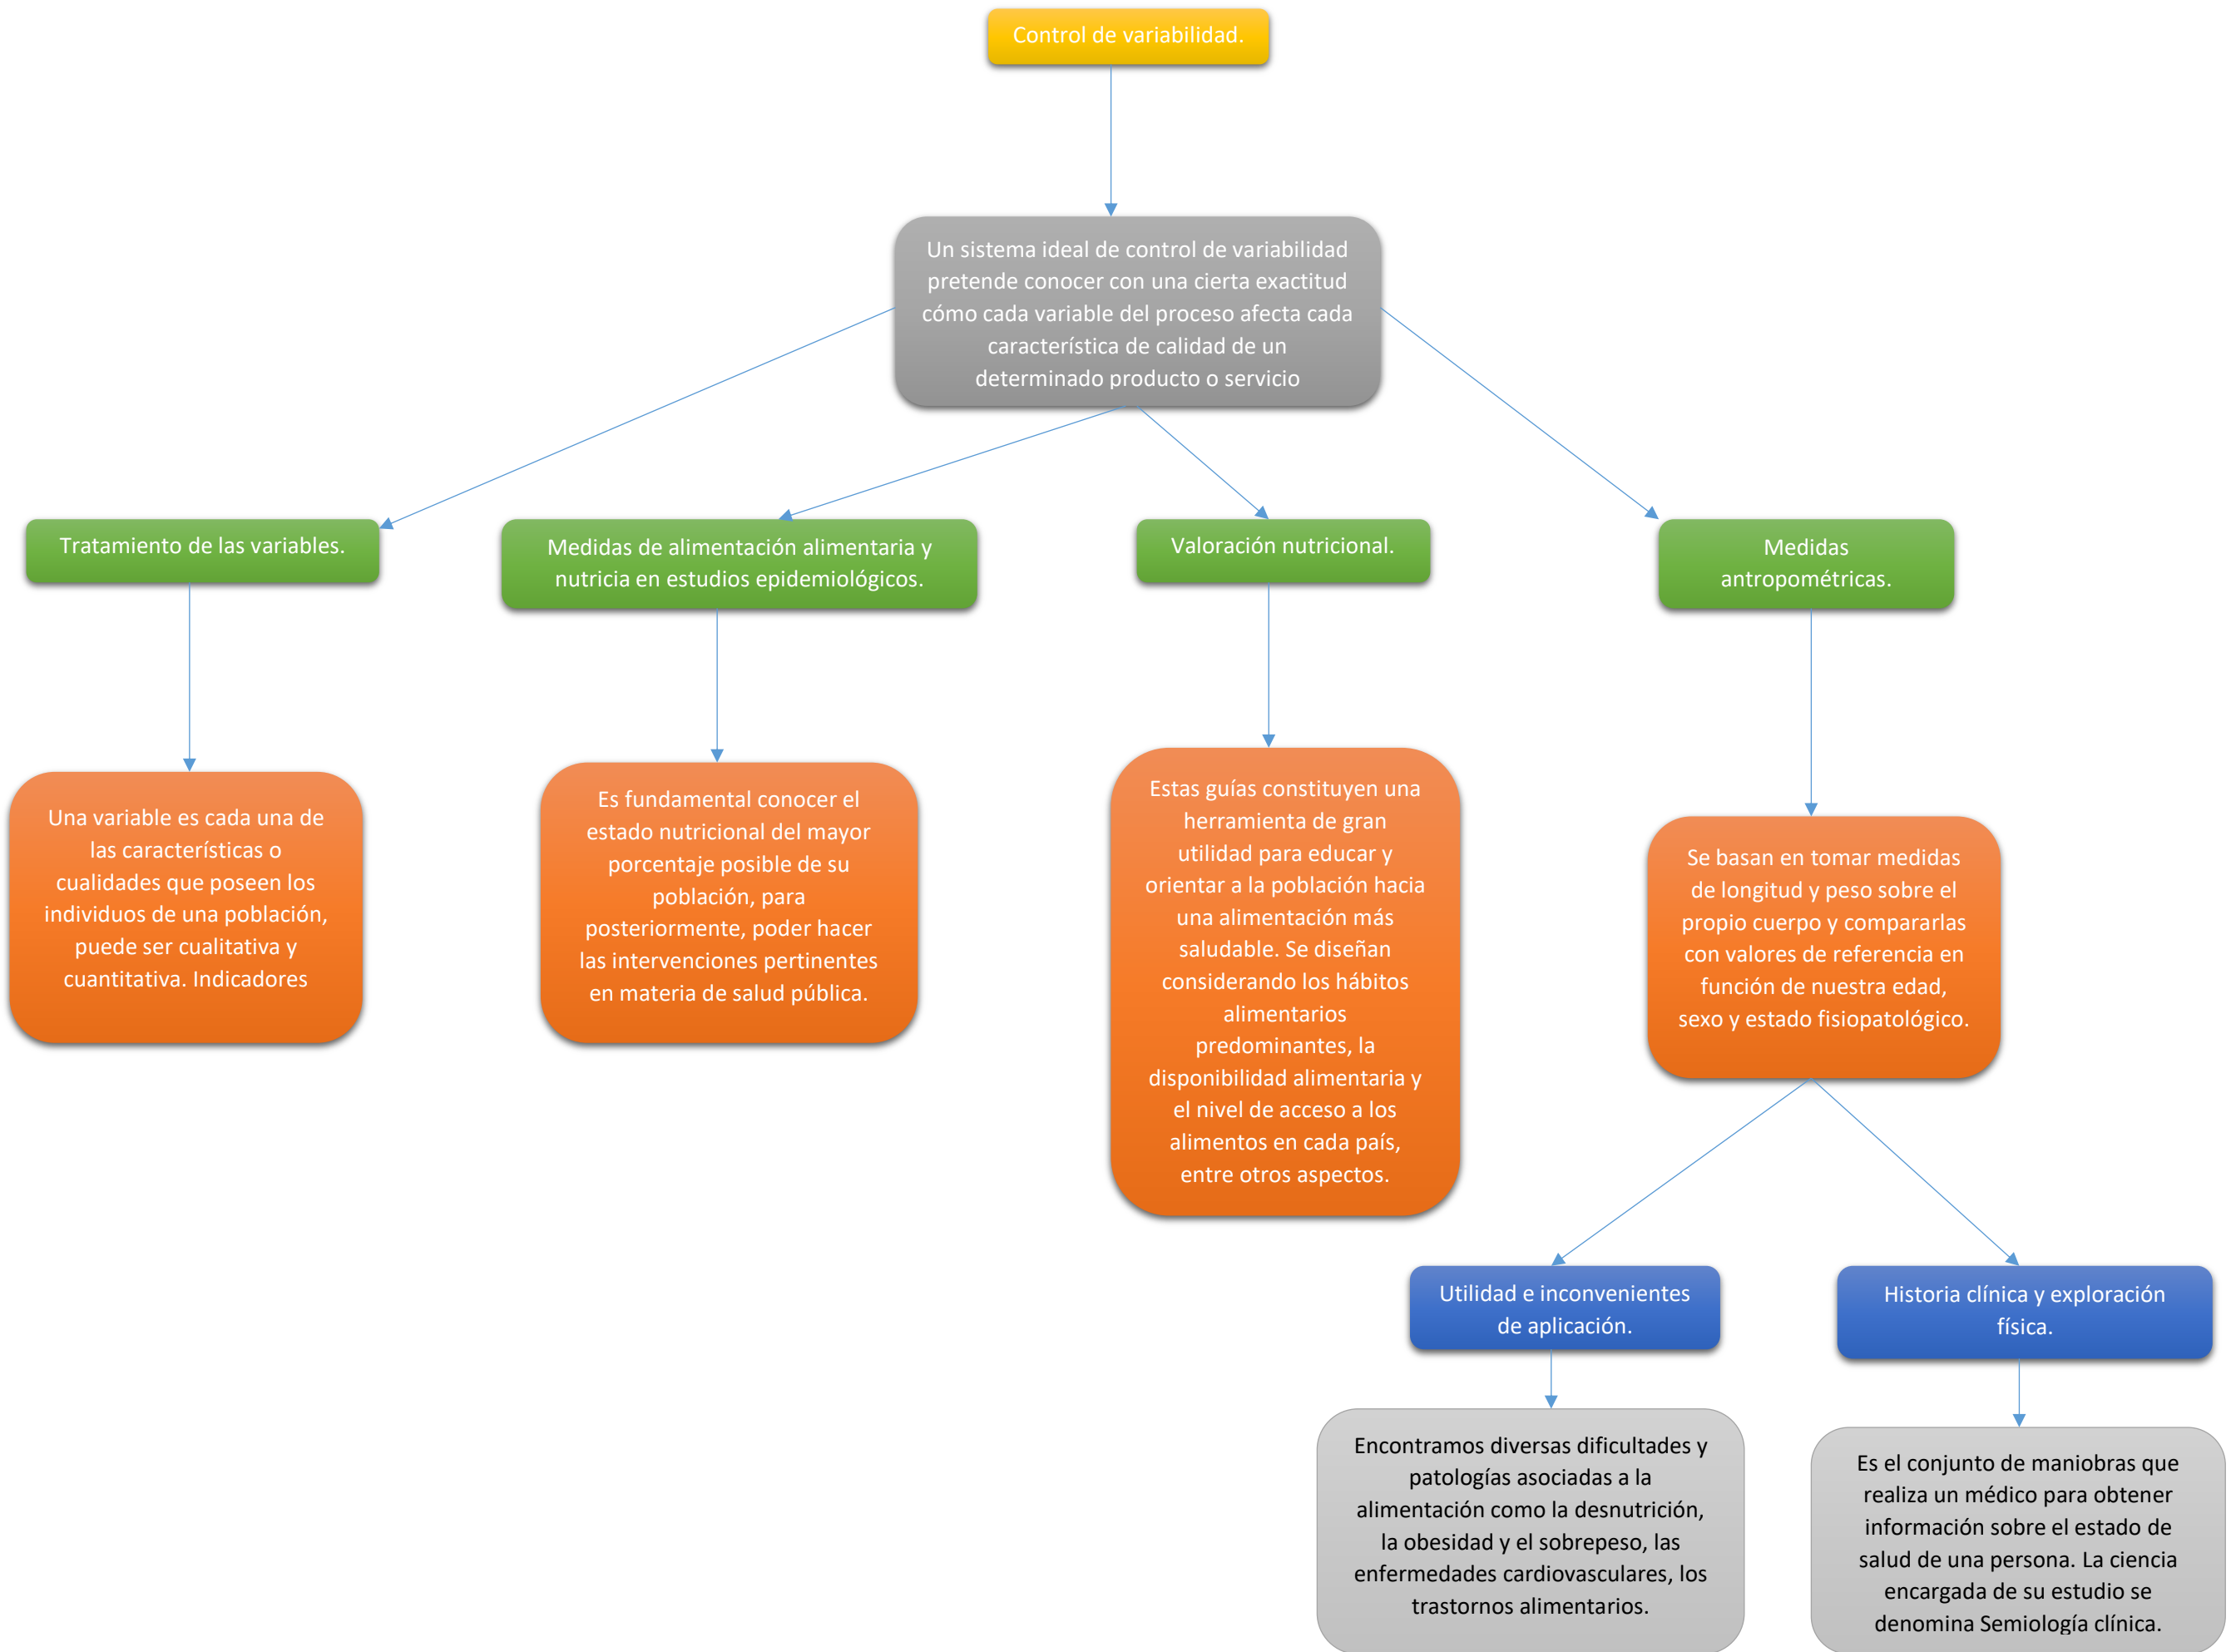 Control de variabilidad.
Un sistema ideal de control de variabilidad
pretende conocer con una cierta exactitud
cómo cada variable del proceso afecta cada
característica de calidad de un
determinado producto o servicio
Tratamiento de las variables.
Medidas de alimentación alimentaria y
nutricia en estudios epidemiológicos.
Valoración nutricional.
Medidas
antropométricas.
Una variable es cada una de
las características o
cualidades que poseen los
individuos de una población,
puede ser cualitativa y
cuantitativa. Indicadores
Es fundamental conocer el
estado nutricional del mayor
porcentaje posible de su
población, para
posteriormente, poder hacer
las intervenciones pertinentes
en materia de salud pública.
Estas guías constituyen una
herramienta de gran
utilidad para educar y
orientar a la población hacia
una alimentación más
saludable. Se diseñan
considerando los hábitos
alimentarios
predominantes, la
disponibilidad alimentaria y
el nivel de acceso a los
alimentos en cada país,
entre otros aspectos.
Se basan en tomar medidas
de longitud y peso sobre el
propio cuerpo y compararlas
con valores de referencia en
función de nuestra edad,
sexo y estado fisiopatológico.
Utilidad e inconvenientes
de aplicación.
Historia clínica y exploración
física.
Encontramos diversas dificultades y
patologías asociadas a la
alimentación como la desnutrición,
la obesidad y el sobrepeso, las
enfermedades cardiovasculares, los
trastornos alimentarios.
Es el conjunto de maniobras que
realiza un médico para obtener
información sobre el estado de
salud de una persona. La ciencia
encargada de su estudio se
denomina Semiología clínica.